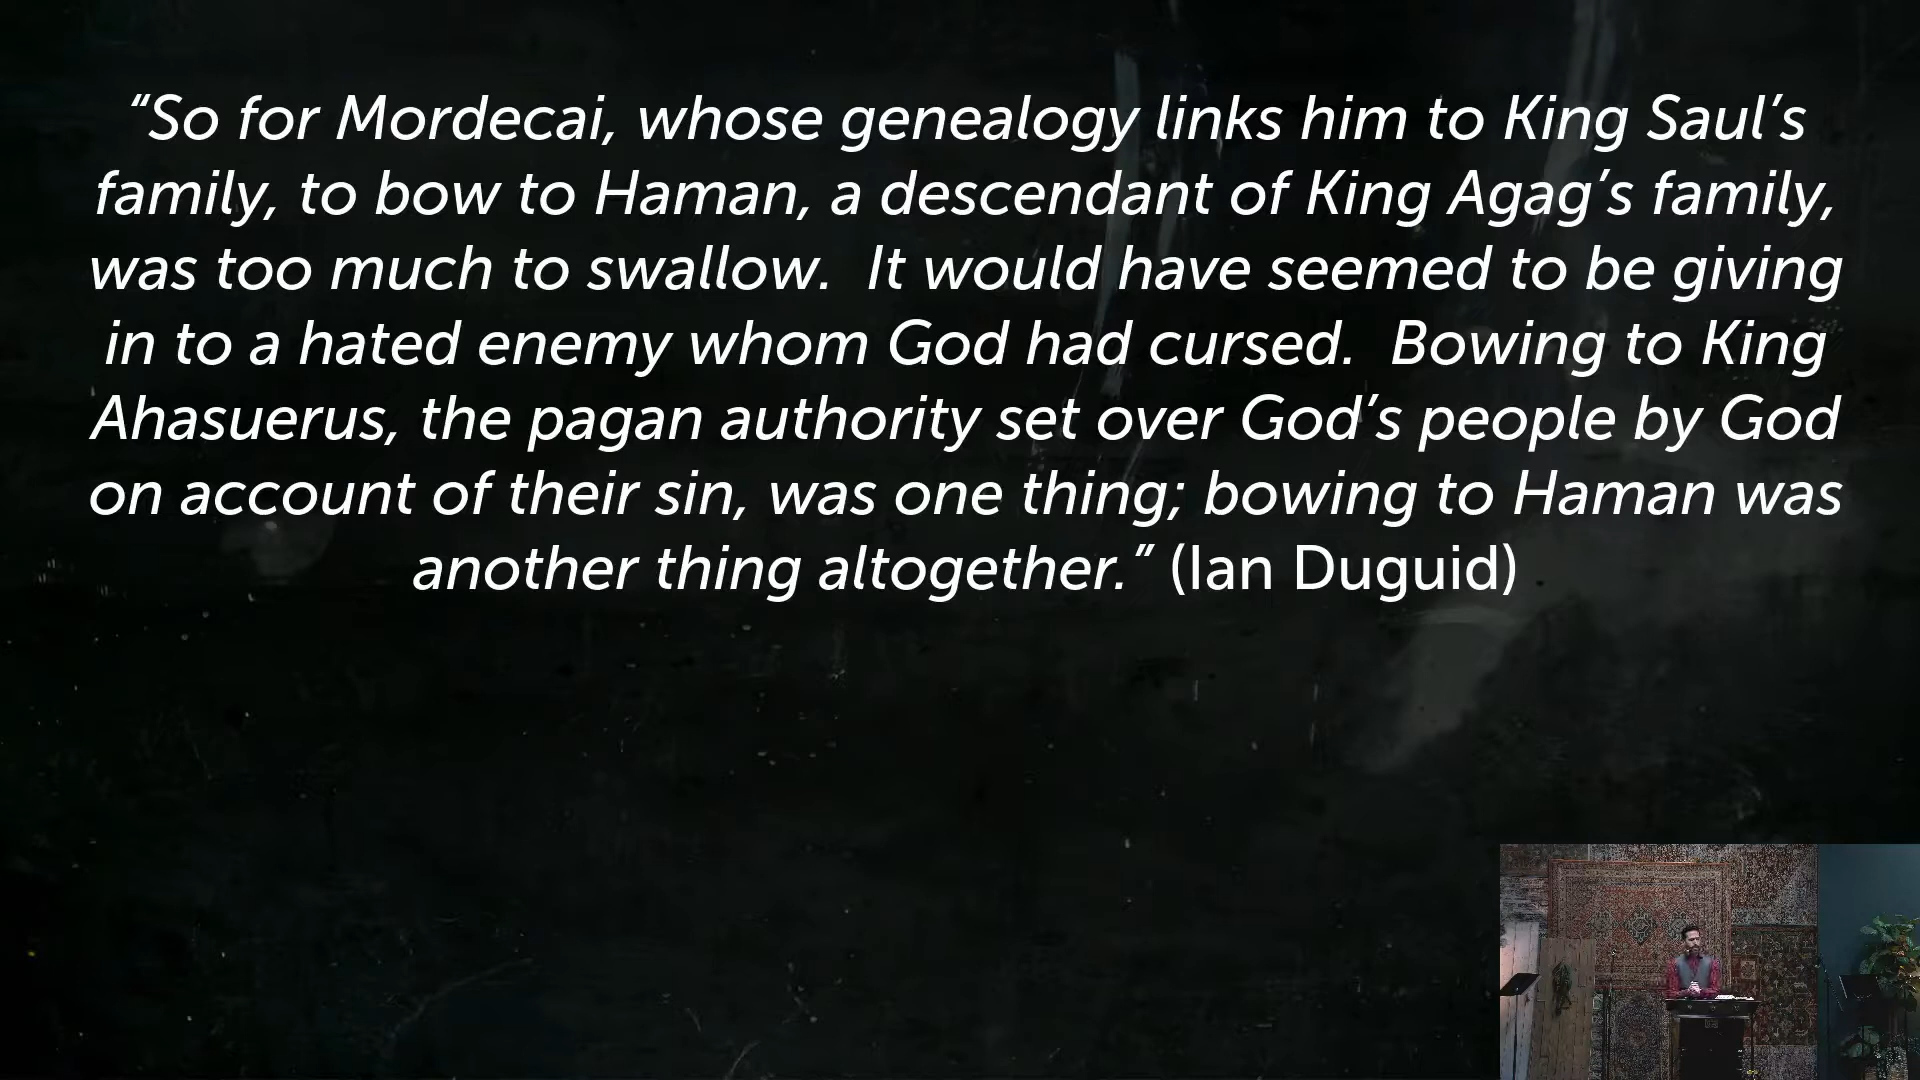 “So for Mordecai, whose genealogy links him to King Saul’s
family, to bow to Haman, a descendant of King Agag’s family,
was too much to swallow.  It would have seemed to be giving
in to a hated enemy whom God had cursed.  Bowing to King
Ahasuerus, the pagan authority set over God’s people by God
on account of their sin, was one thing; bowing to Haman was
another thing altogether.” (Ian Duguid)